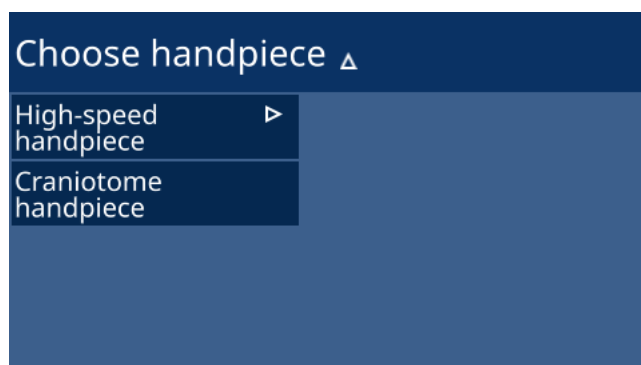 Choose handpiece
High-speed
handpiece
Craniotome
handpiece